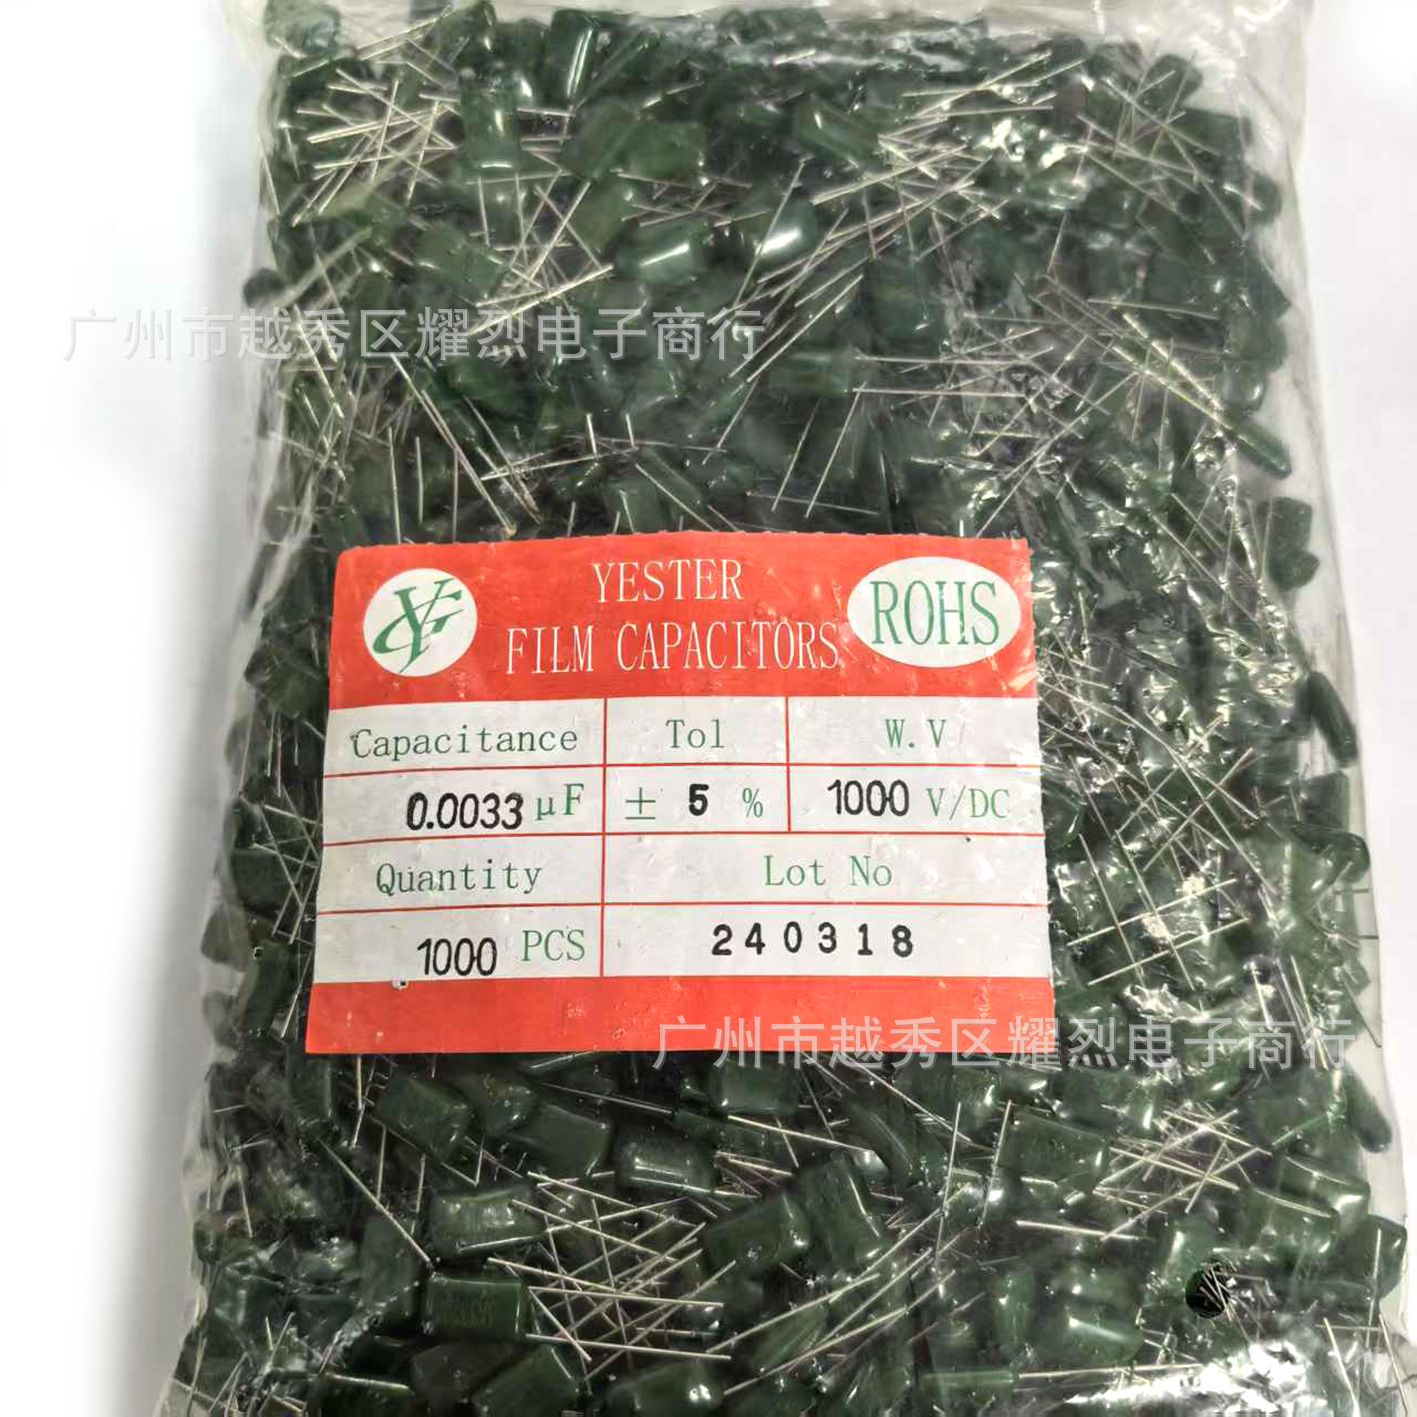 广州市越秀区耀烈电子商行
YESTER
FILM CAPACITORS
ROHS
Capacitance Tol W.V
0.0033 μF ± 5 % 1000 V/DC
Quantity Lot No
1000 PCS 240318
广州市越秀区耀烈电子商行